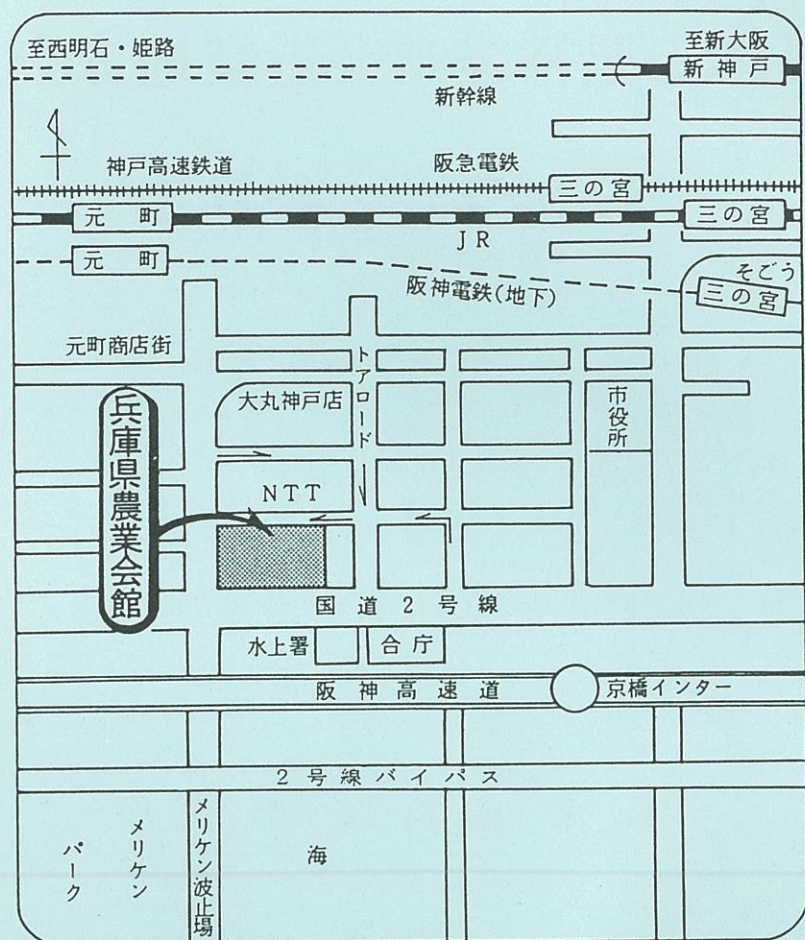 至西明石・姫路
至新大阪
新神戸
新幹線
神戸高速鉄道
阪急電鉄
三の宮
元町
三の宮
JR
元町
そごう
阪神電鉄(地下)
三の宮
元町商店街
トアロード
大丸神戸店
市役所
兵庫県農業会館
NTT
国道2号線
水上署
合庁
阪神高速道
京橋インター
2号線バイパス
メリケン
パーク
メリケン波止場
海